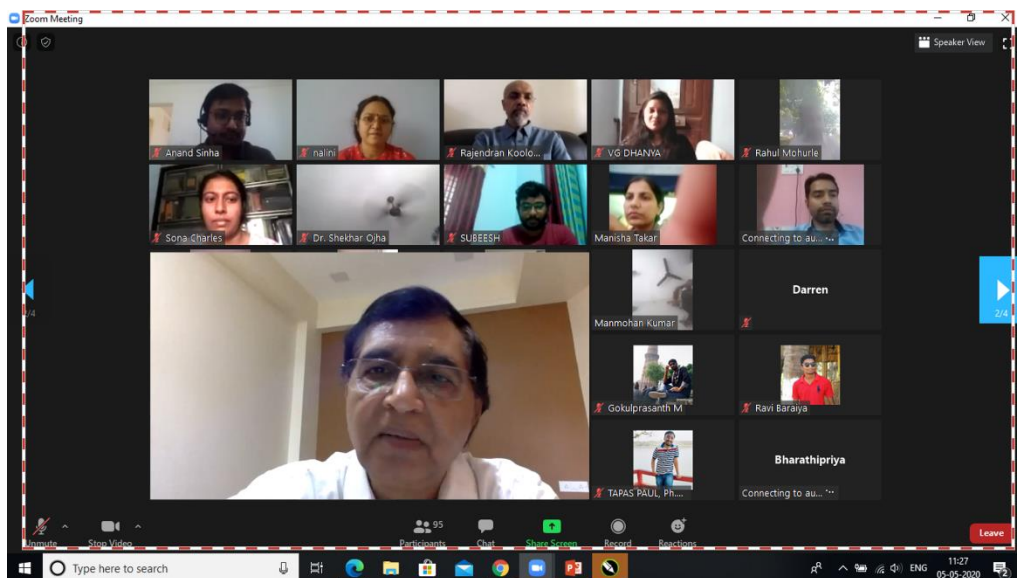 Zoom Meeting
Speaker View
Anand Sinha
nalini
Rajendran Koolo...
VG DHANYA
Rahul Mohurle
Sona Charles
Dr. Shekhar Ojha
SUBEESH
Manisha Takar
Connecting to au... ...
Manmohan Kumar
Darren
/4
2/4
Gokulprasanth M
Ravi Baraiya
TAPAS PAUL, Ph....
Bharathipriya
Connecting to au... ...
Unmute
Stop Video
95
Participants
Chat
Share Screen
Record
Reactions
Leave
Type here to search
ENG
11:27
05-05-2020
2